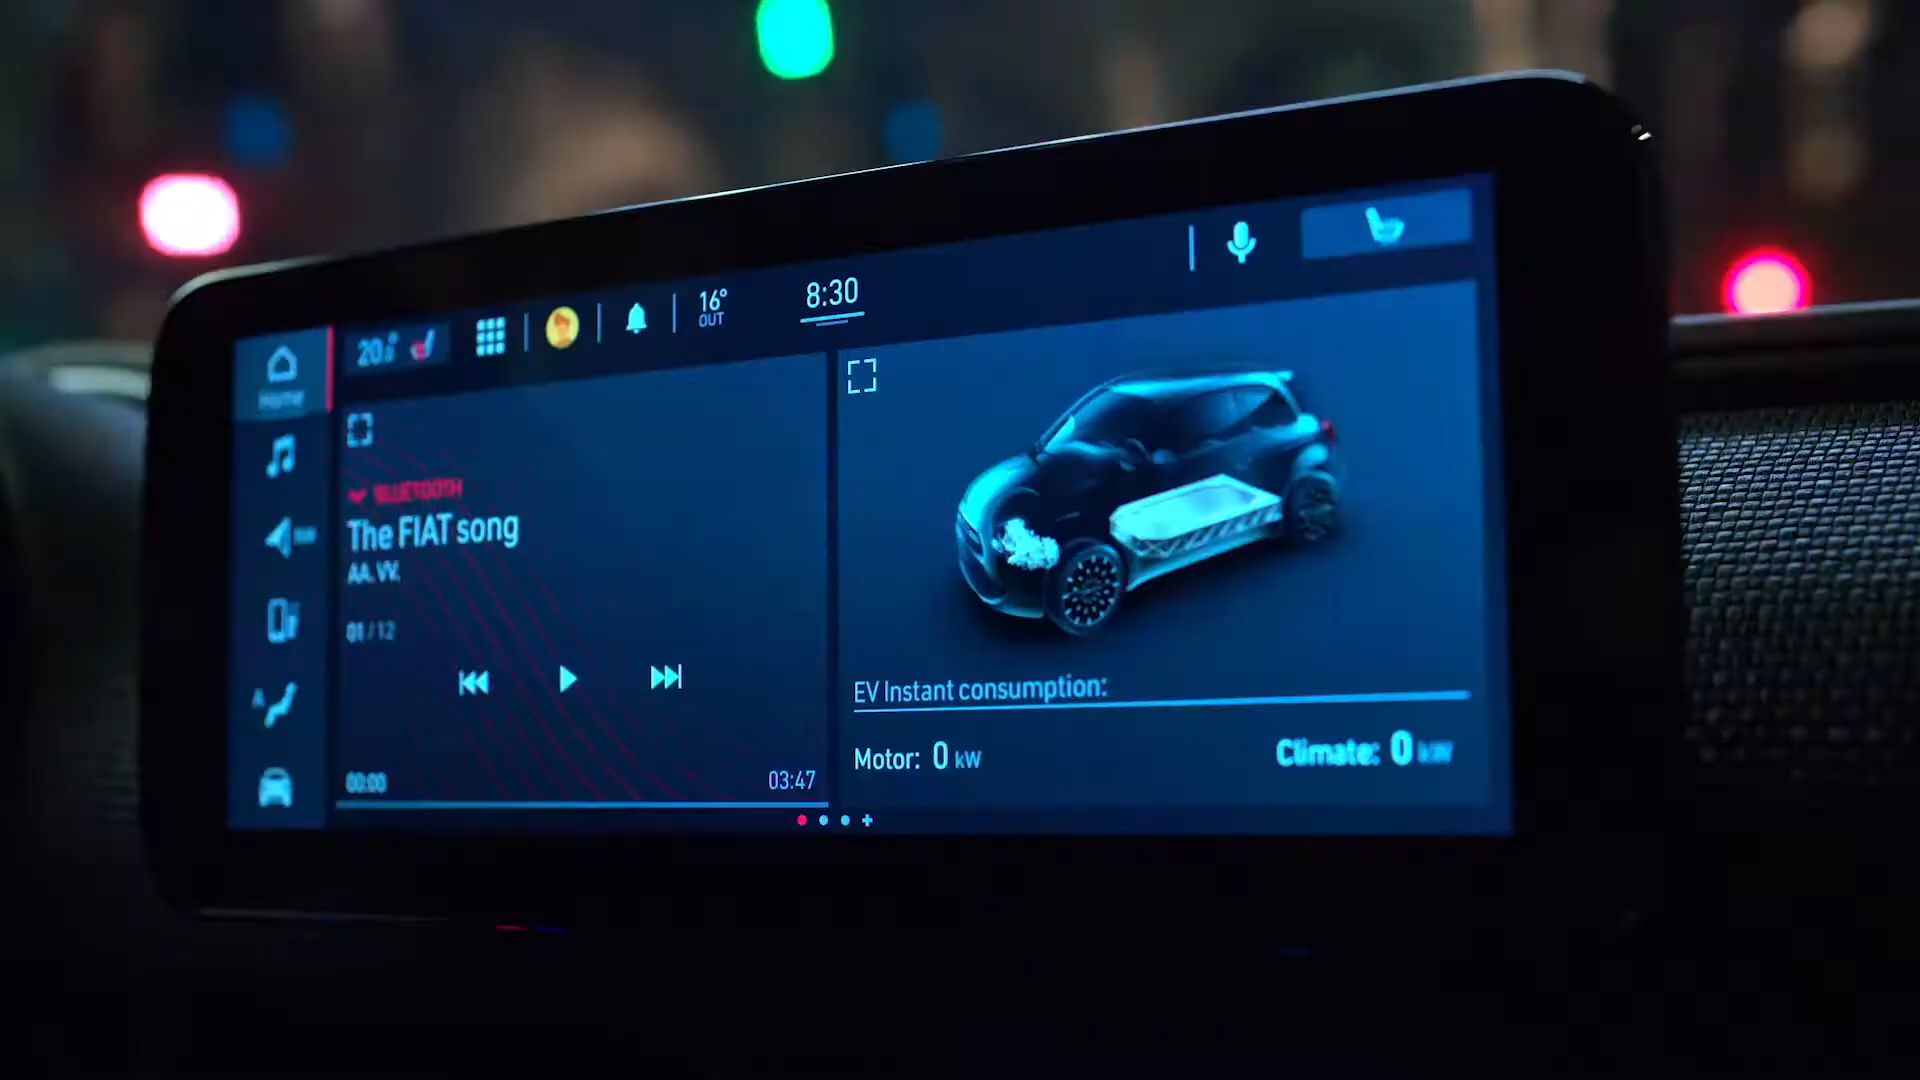 20.0°
16°
OUT
8:30
Home
BLUETOOTH
The FIAT song
AA.VV.
01/12
00:00
03:47
A
EV Instant consumption:
Motor: 0 kW
Climate: 0 kW